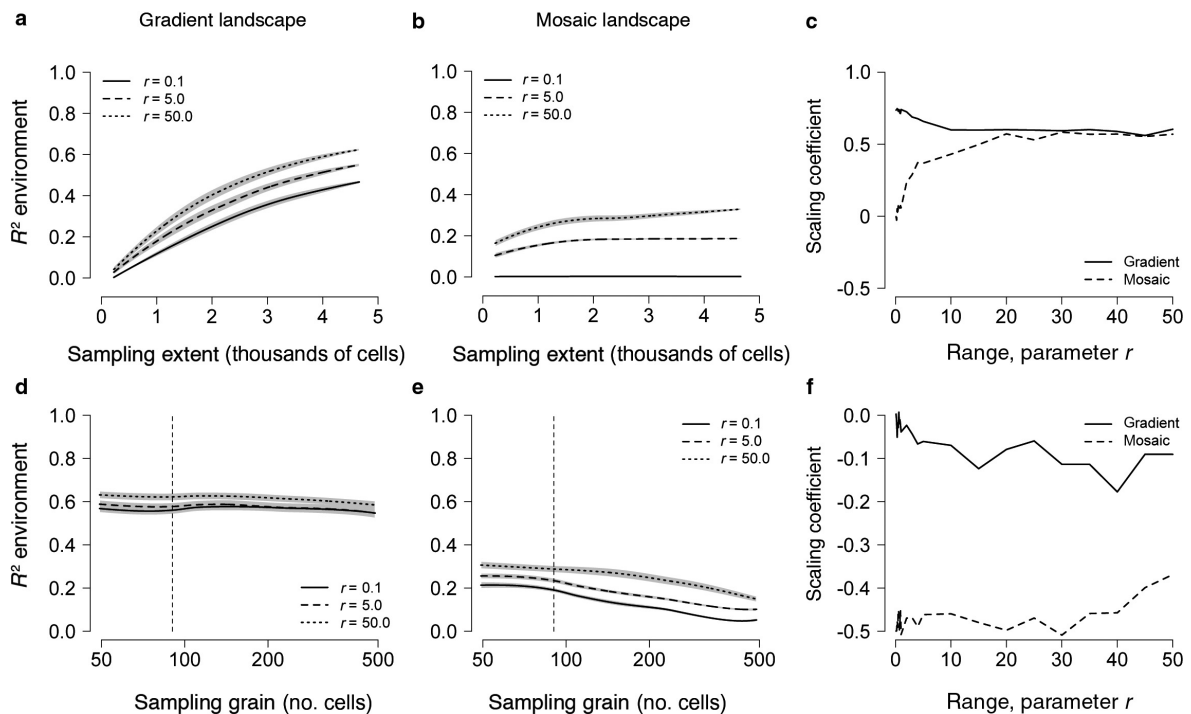 a Gradient landscape
R² environment
1.0
0.8
0.6
0.4
0.2
0.0
r = 0.1
r = 5.0
r = 50.0
0 1 2 3 4 5
Sampling extent (thousands of cells)
b Mosaic landscape
1.0
0.8
0.6
0.4
0.2
0.0
r = 0.1
r = 5.0
r = 50.0
0 1 2 3 4 5
Sampling extent (thousands of cells)
c
Scaling coefficient
1.0
0.5
0
-0.5
Gradient
Mosaic
0 10 20 30 40 50
Range, parameter r
d
R² environment
1.0
0.8
0.6
0.4
0.2
0.0
r = 0.1
r = 5.0
r = 50.0
50 100 200 500
Sampling grain (no. cells)
e
1.0
0.8
0.6
0.4
0.2
0.0
r = 0.1
r = 5.0
r = 50.0
50 100 200 500
Sampling grain (no. cells)
f
Scaling coefficient
0.0
-0.1
-0.2
-0.3
-0.4
-0.5
Gradient
Mosaic
0 10 20 30 40 50
Range, parameter r